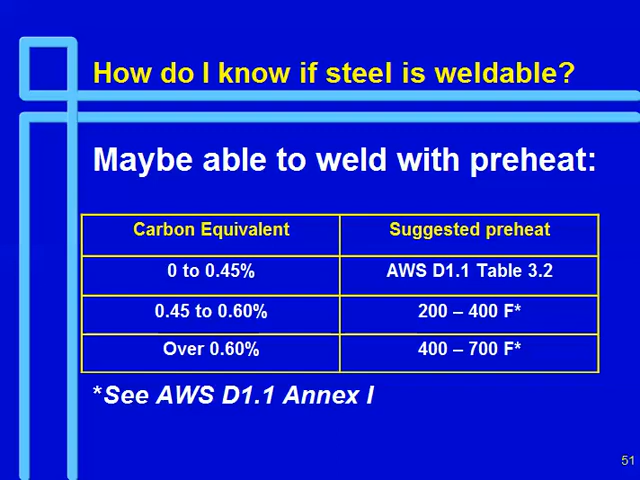 How do I know if steel is weldable?
Maybe able to weld with preheat:
Carbon Equivalent Suggested preheat
0 to 0.45% AWS D1.1 Table 3.2
0.45 to 0.60% 200 – 400 F*
Over 0.60% 400 – 700 F*
*See AWS D1.1 Annex I
51